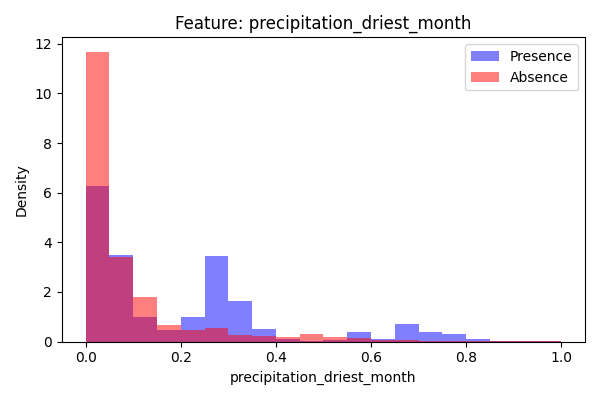 Feature: precipitation_driest_month
Presence
Absence
Density
12
10
8
6
4
2
0
0.0 0.2 0.4 0.6 0.8 1.0
precipitation_driest_month